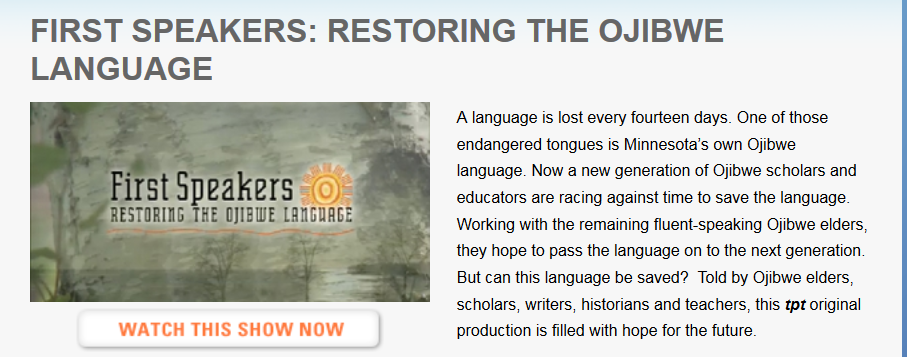 FIRST SPEAKERS: RESTORING THE OJIBWE
LANGUAGE
First Speakers
RESTORING THE OJIBWE LANGUAGE
WATCH THIS SHOW NOW
A language is lost every fourteen days. One of those
endangered tongues is Minnesota's own Ojibwe
language. Now a new generation of Ojibwe scholars and
educators are racing against time to save the language.
Working with the remaining fluent-speaking Ojibwe elders,
they hope to pass the language on to the next generation.
But can this language be saved?  Told by Ojibwe elders,
scholars, writers, historians and teachers, this tpt original
production is filled with hope for the future.